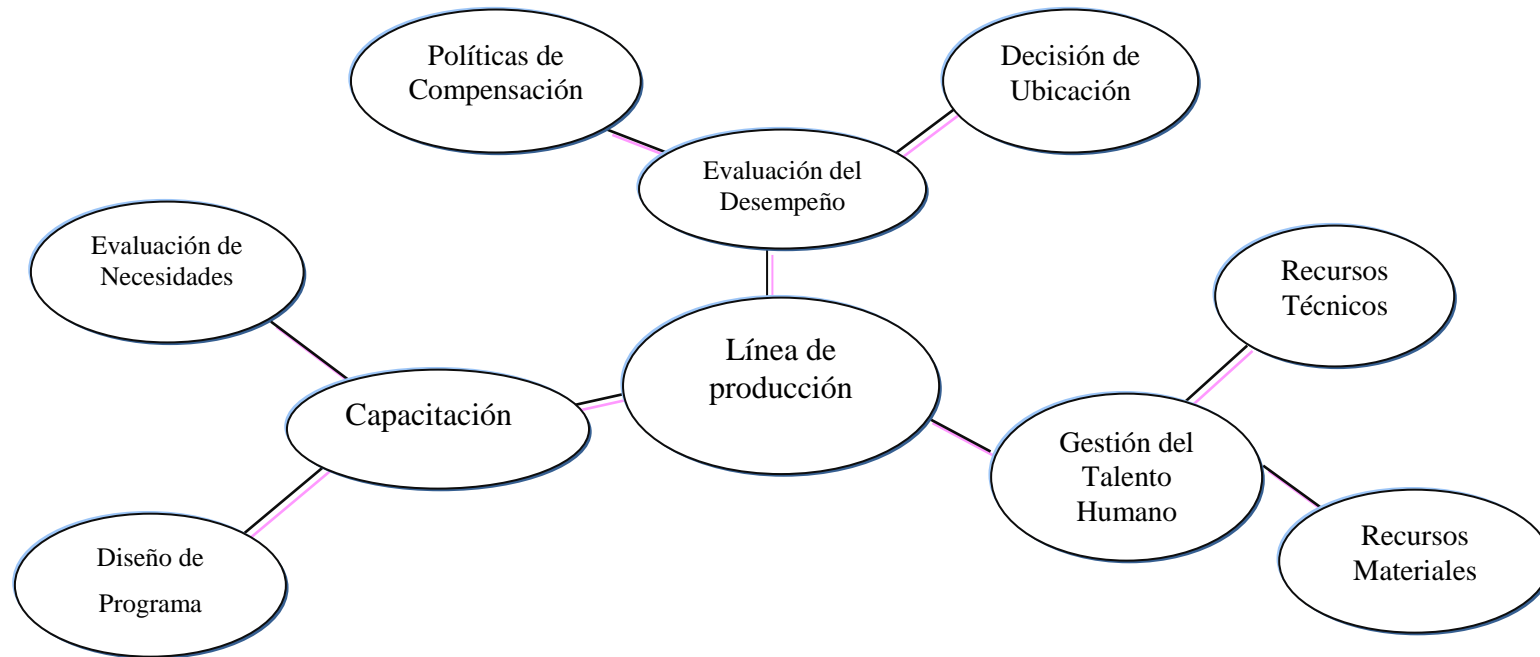 Políticas de
Compensación
Decisión de
Ubicación
Evaluación del
Desempeño
Evaluación de
Necesidades
Recursos
Técnicos
Línea de
producción
Capacitación
Gestión del
Talento
Humano
Recursos
Materiales
Diseño de
Programa